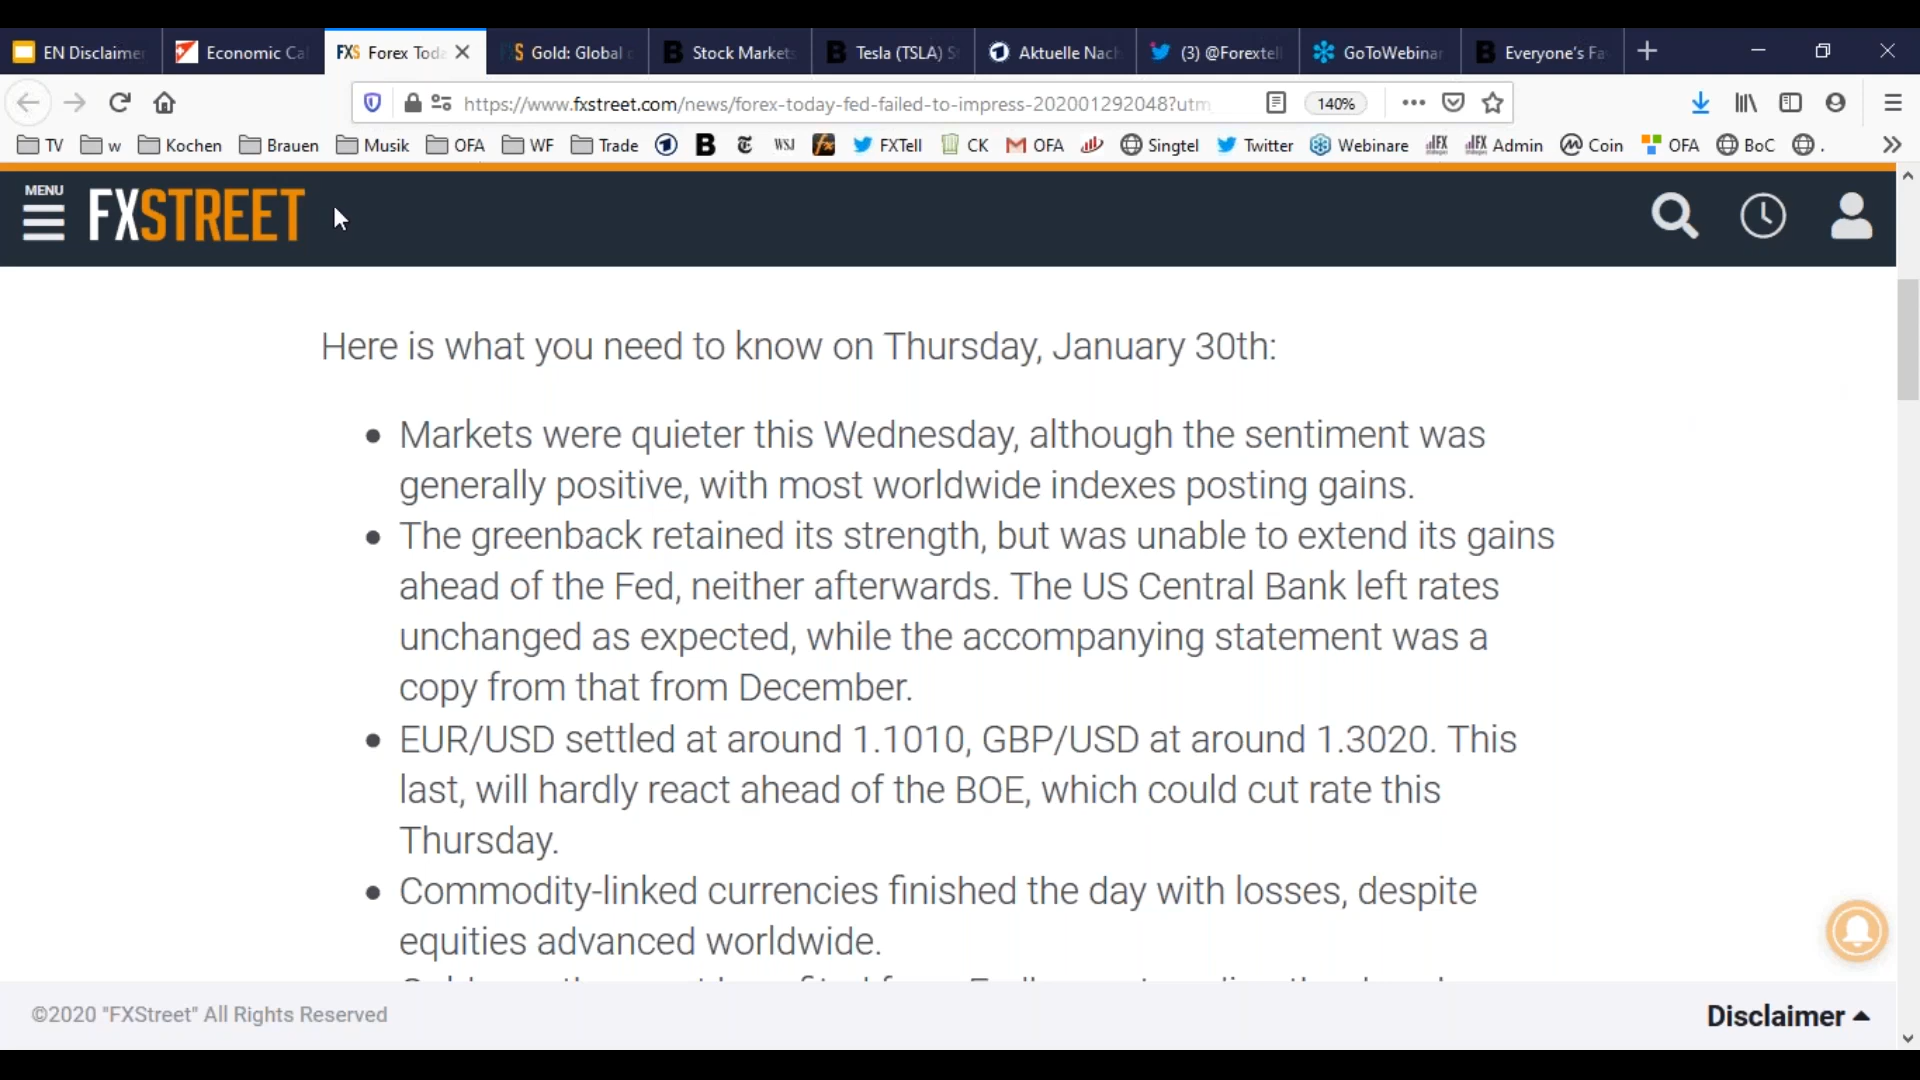 EN Disclaime
Economic Ca
FXS Forex Toda
S Gold: Global
B Stock Markets
B Tesla (TSLA) S
Aktuelle Nac
(3) @Forextel
GoToWebinar
B Everyone's Fa
https://www.fxstreet.com/news/forex-today-fed-failed-to-impress-202001292048?utm_
140%
TV
w
Kochen
Brauen
Musik
OFA
WF
Trade
B
WSJ
fx
FXTell
CK
OFA
Singtel
Twitter
Webinare
Admin
Coin
OFA
BoC
.
MENU
FXSTREET
Here is what you need to know on Thursday, January 30th:
Markets were quieter this Wednesday, although the sentiment was
generally positive, with most worldwide indexes posting gains.
The greenback retained its strength, but was unable to extend its gains
ahead of the Fed, neither afterwards. The US Central Bank left rates
unchanged as expected, while the accompanying statement was a
copy from that from December.
EUR/USD settled at around 1.1010, GBP/USD at around 1.3020. This
last, will hardly react ahead of the BOE, which could cut rate this
Thursday.
Commodity-linked currencies finished the day with losses, despite
equities advanced worldwide.
©2020 "FXStreet" All Rights Reserved
Disclaimer